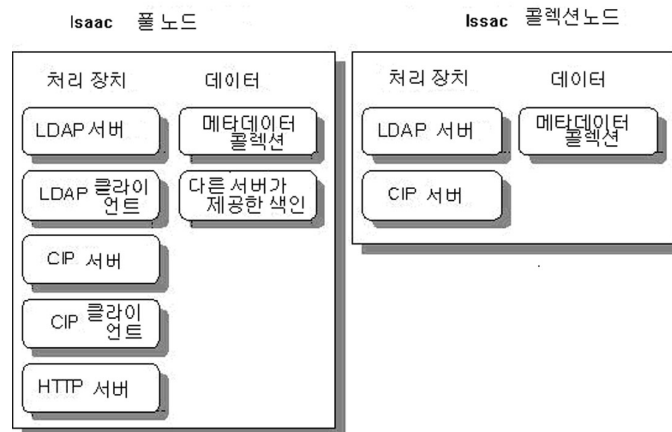 Isaac 풀 노드
처리 장치 데이터
LDAP 서버
메타데이터
콜렉션
LDAP 클라이
언트
다른 서버가
제공한 색인
CIP 서버
CIP 클라이
언트
HTTP 서버
Issac 콜렉션노드
처리 장치 데이터
LDAP 서버
메타데이터
콜렉션
CIP 서버